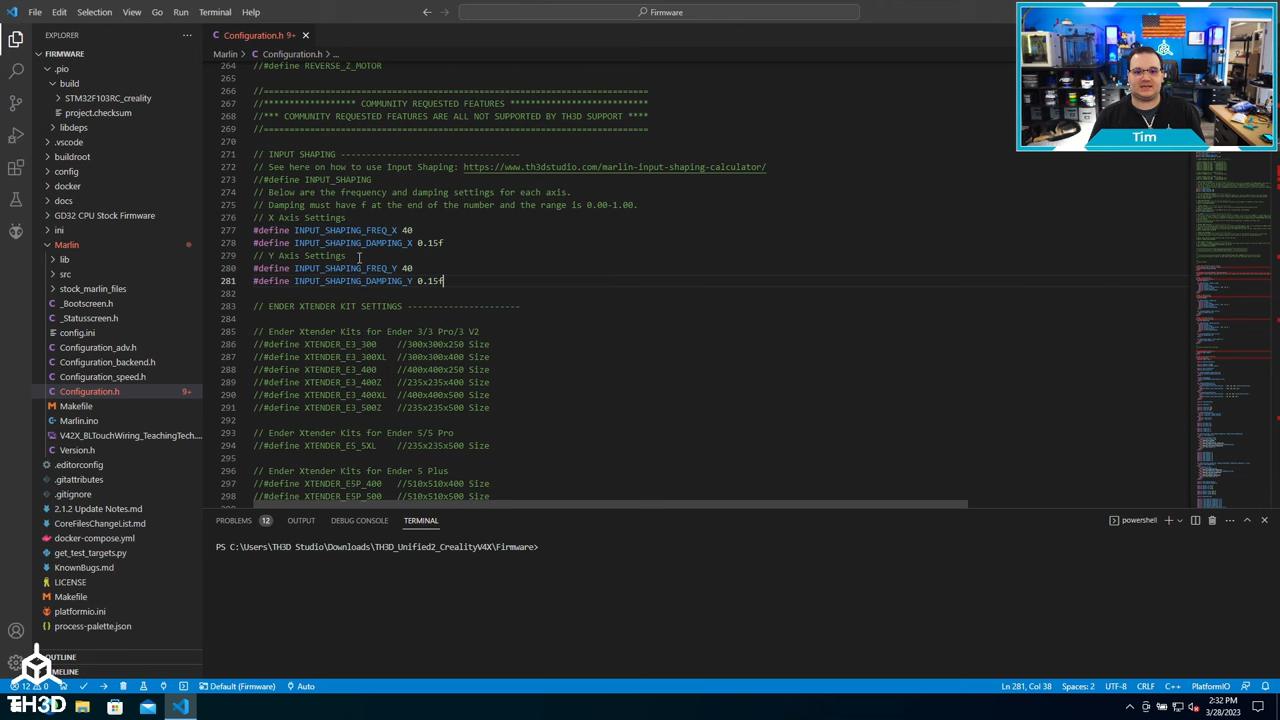 File Edit Selection View Go Run Terminal Help
Firmware
EXPLORER
Configuration.h 9+
FIRMWARE
Marlin > Configuration.h > ...
.pio
build
STM32F103RC_creality
project.checksum
libdeps
.vscode
buildroot
config
docker
docs
GD32 CPU Stock Firmware
ini
Marlin
lib
src
stock_marlin_files
_Bootscreen.h
_Statusscreen.h
config.ini
Configuration_adv.h
Configuration_backend.h
Configuration_speed.h
Configuration.h 9+
Makefile
Marlin.ino
V42X_BLTouchWiring_TeachingTech...
Version.h
.editorconfig
.gitattributes
.gitignore
2.1.2 Update Notes.md
CoreFilesChangeList.md
docker-compose.yml
get_test_targets.py
KnownBugs.md
LICENSE
Makefile
platformio.ini
process-palette.json
OUTLINE
TIMELINE
264 //#define REVERSE_Z_MOTOR
265
266 //===========================================================================
267 //*************************** COMMUNITY REQUESTED FEATURES ***************************
268 //*** COMMUNITY REQUESTED FEATURES ARE ALL NOT SUPPORTED BY TH3D SUPPORT ****
269 //===========================================================================
270
271 // INPUT SHAPING ------------------------------
272 // See here on how to use Input Shaping: https://www.th3dstudio.com/marlin-input-shaping-calculator/
273 //#define INPUT_SHAPING
274 // Below are the frequency and damping settings for each axis.
275 // Damping must have f at the end of the number. Range is 0.00-1.00.
276 // X Axis Settings
277 #define INPUT_SHAPING_FREQ_X 40
278 #define INPUT_SHAPING_DAMPING_X 0.15f
279 // Y Axis Settings
280 #define INPUT_SHAPING_FREQ_Y 40
281 #define INPUT_SHAPING_DAMPING_Y 0.15f
282
283 // ENDER XTENDER KIT SETTINGS ------------------
284
285 // Ender XtenderKits for Ender 3/3 Pro/3 V2
286 //#define XTENDER_E3_300 //300x300x250 Size
287 //#define XTENDER_E3_300XL //300x300x400 Size
288 //#define XTENDER_E3_400 //400x400x250 Size
289 //#define XTENDER_E3_400Z //235x235x400 Size
290 //#define XTENDER_E3_400XL //400x400x500 Size
291 //#define XTENDER_E3_500Z //235x235x500 Size
292
293 // Ender Xtender Kits for Ender 5/5 Pro
294 //#define XTENDER_E5_5XL //235x235x500 Size
295
296 // Ender Xtender Kits for Ender 5 Plus
297 //#define XTENDER_E5P_400 //510x510x400 Size
298 //#define XTENDER_E5P_500 //510x510x500 Size
Tim
PROBLEMS 12 OUTPUT DEBUG CONSOLE TERMINAL
powershell
PS C:\Users\TH3D Studio\Downloads\TH3D_Unified2_CrealityV4X\Firmware>
TH3D
12 0 Default (Firmware) Auto
Ln 281, Col 38 Spaces: 2 UTF-8 CRLF C++ PlatformIO
2:32 PM
3/28/2023